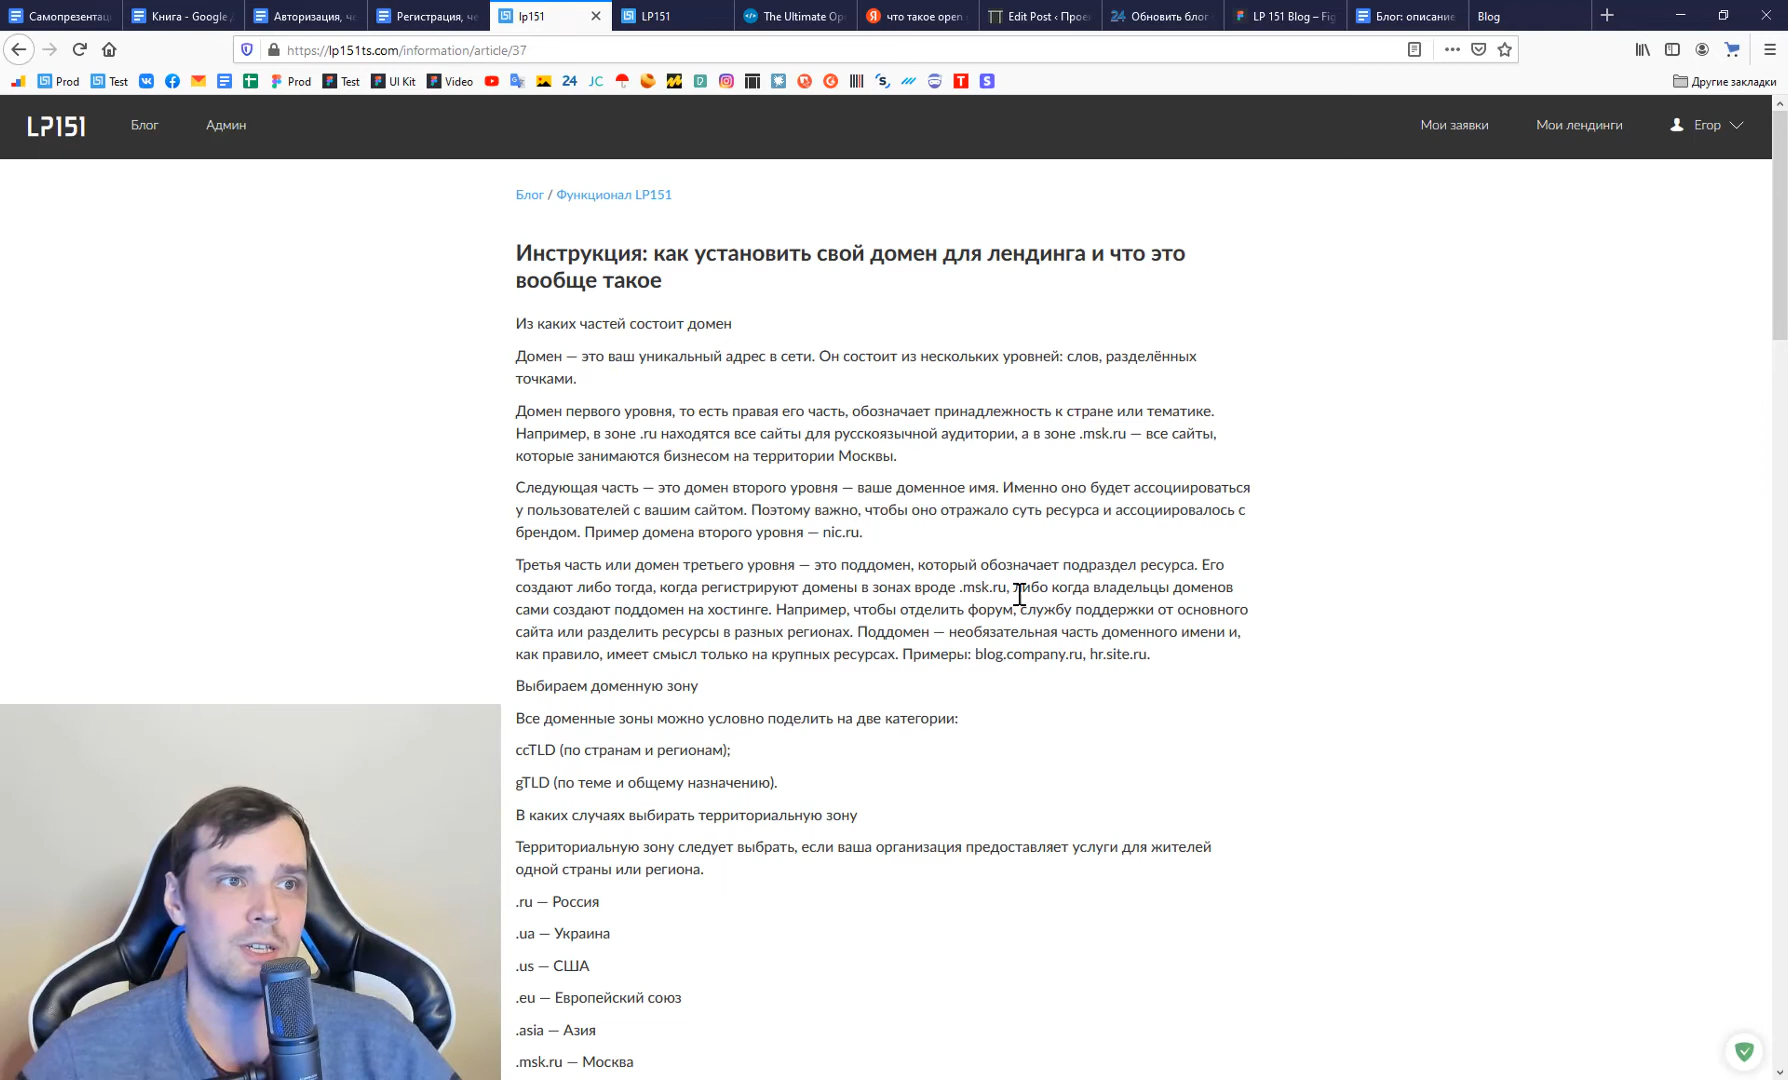 Самопрезентац
Книга - Google
Авторизация, че
Регистрация, че
lp151
LP151
The Ultimate Op
что такое open
Edit Post ‹ Прое
Обновить блог
LP 151 Blog – Fig
Блог: описание
Blog
https://lp151ts.com/information/article/37
Prod
Test
Prod
Test
UI Kit
Video
24
JC
Другие закладки
LP151
Блог
Админ
Мои заявки
Мои лендинги
Егор
Блог / Функционал LP151
Инструкция: как установить свой домен для лендинга и что это
вообще такое
Из каких частей состоит домен
Домен — это ваш уникальный адрес в сети. Он состоит из нескольких уровней: слов, разделённых
точками.
Домен первого уровня, то есть правая его часть, обозначает принадлежность к стране или тематике.
Например, в зоне .ru находятся все сайты для русскоязычной аудитории, а в зоне .msk.ru — все сайты,
которые занимаются бизнесом на территории Москвы.
Следующая часть — это домен второго уровня — ваше доменное имя. Именно оно будет ассоциироваться
у пользователей с вашим сайтом. Поэтому важно, чтобы оно отражало суть ресурса и ассоциировалось с
брендом. Пример домена второго уровня — nic.ru.
Третья часть или домен третьего уровня — это поддомен, который обозначает подраздел ресурса. Его
создают либо тогда, когда регистрируют домены в зонах вроде .msk.ru, либо когда владельцы доменов
сами создают поддомен на хостинге. Например, чтобы отделить форум, службу поддержки от основного
сайта или разделить ресурсы в разных регионах. Поддомен — необязательная часть доменного имени и,
как правило, имеет смысл только на крупных ресурсах. Примеры: blog.company.ru, hr.site.ru.
Выбираем доменную зону
Все доменные зоны можно условно поделить на две категории:
ccTLD (по странам и регионам);
gTLD (по теме и общему назначению).
В каких случаях выбирать территориальную зону
Территориальную зону следует выбрать, если ваша организация предоставляет услуги для жителей
одной страны или региона.
.ru — Россия
.ua — Украина
.us — США
.eu — Европейский союз
.asia — Азия
.msk.ru — Москва